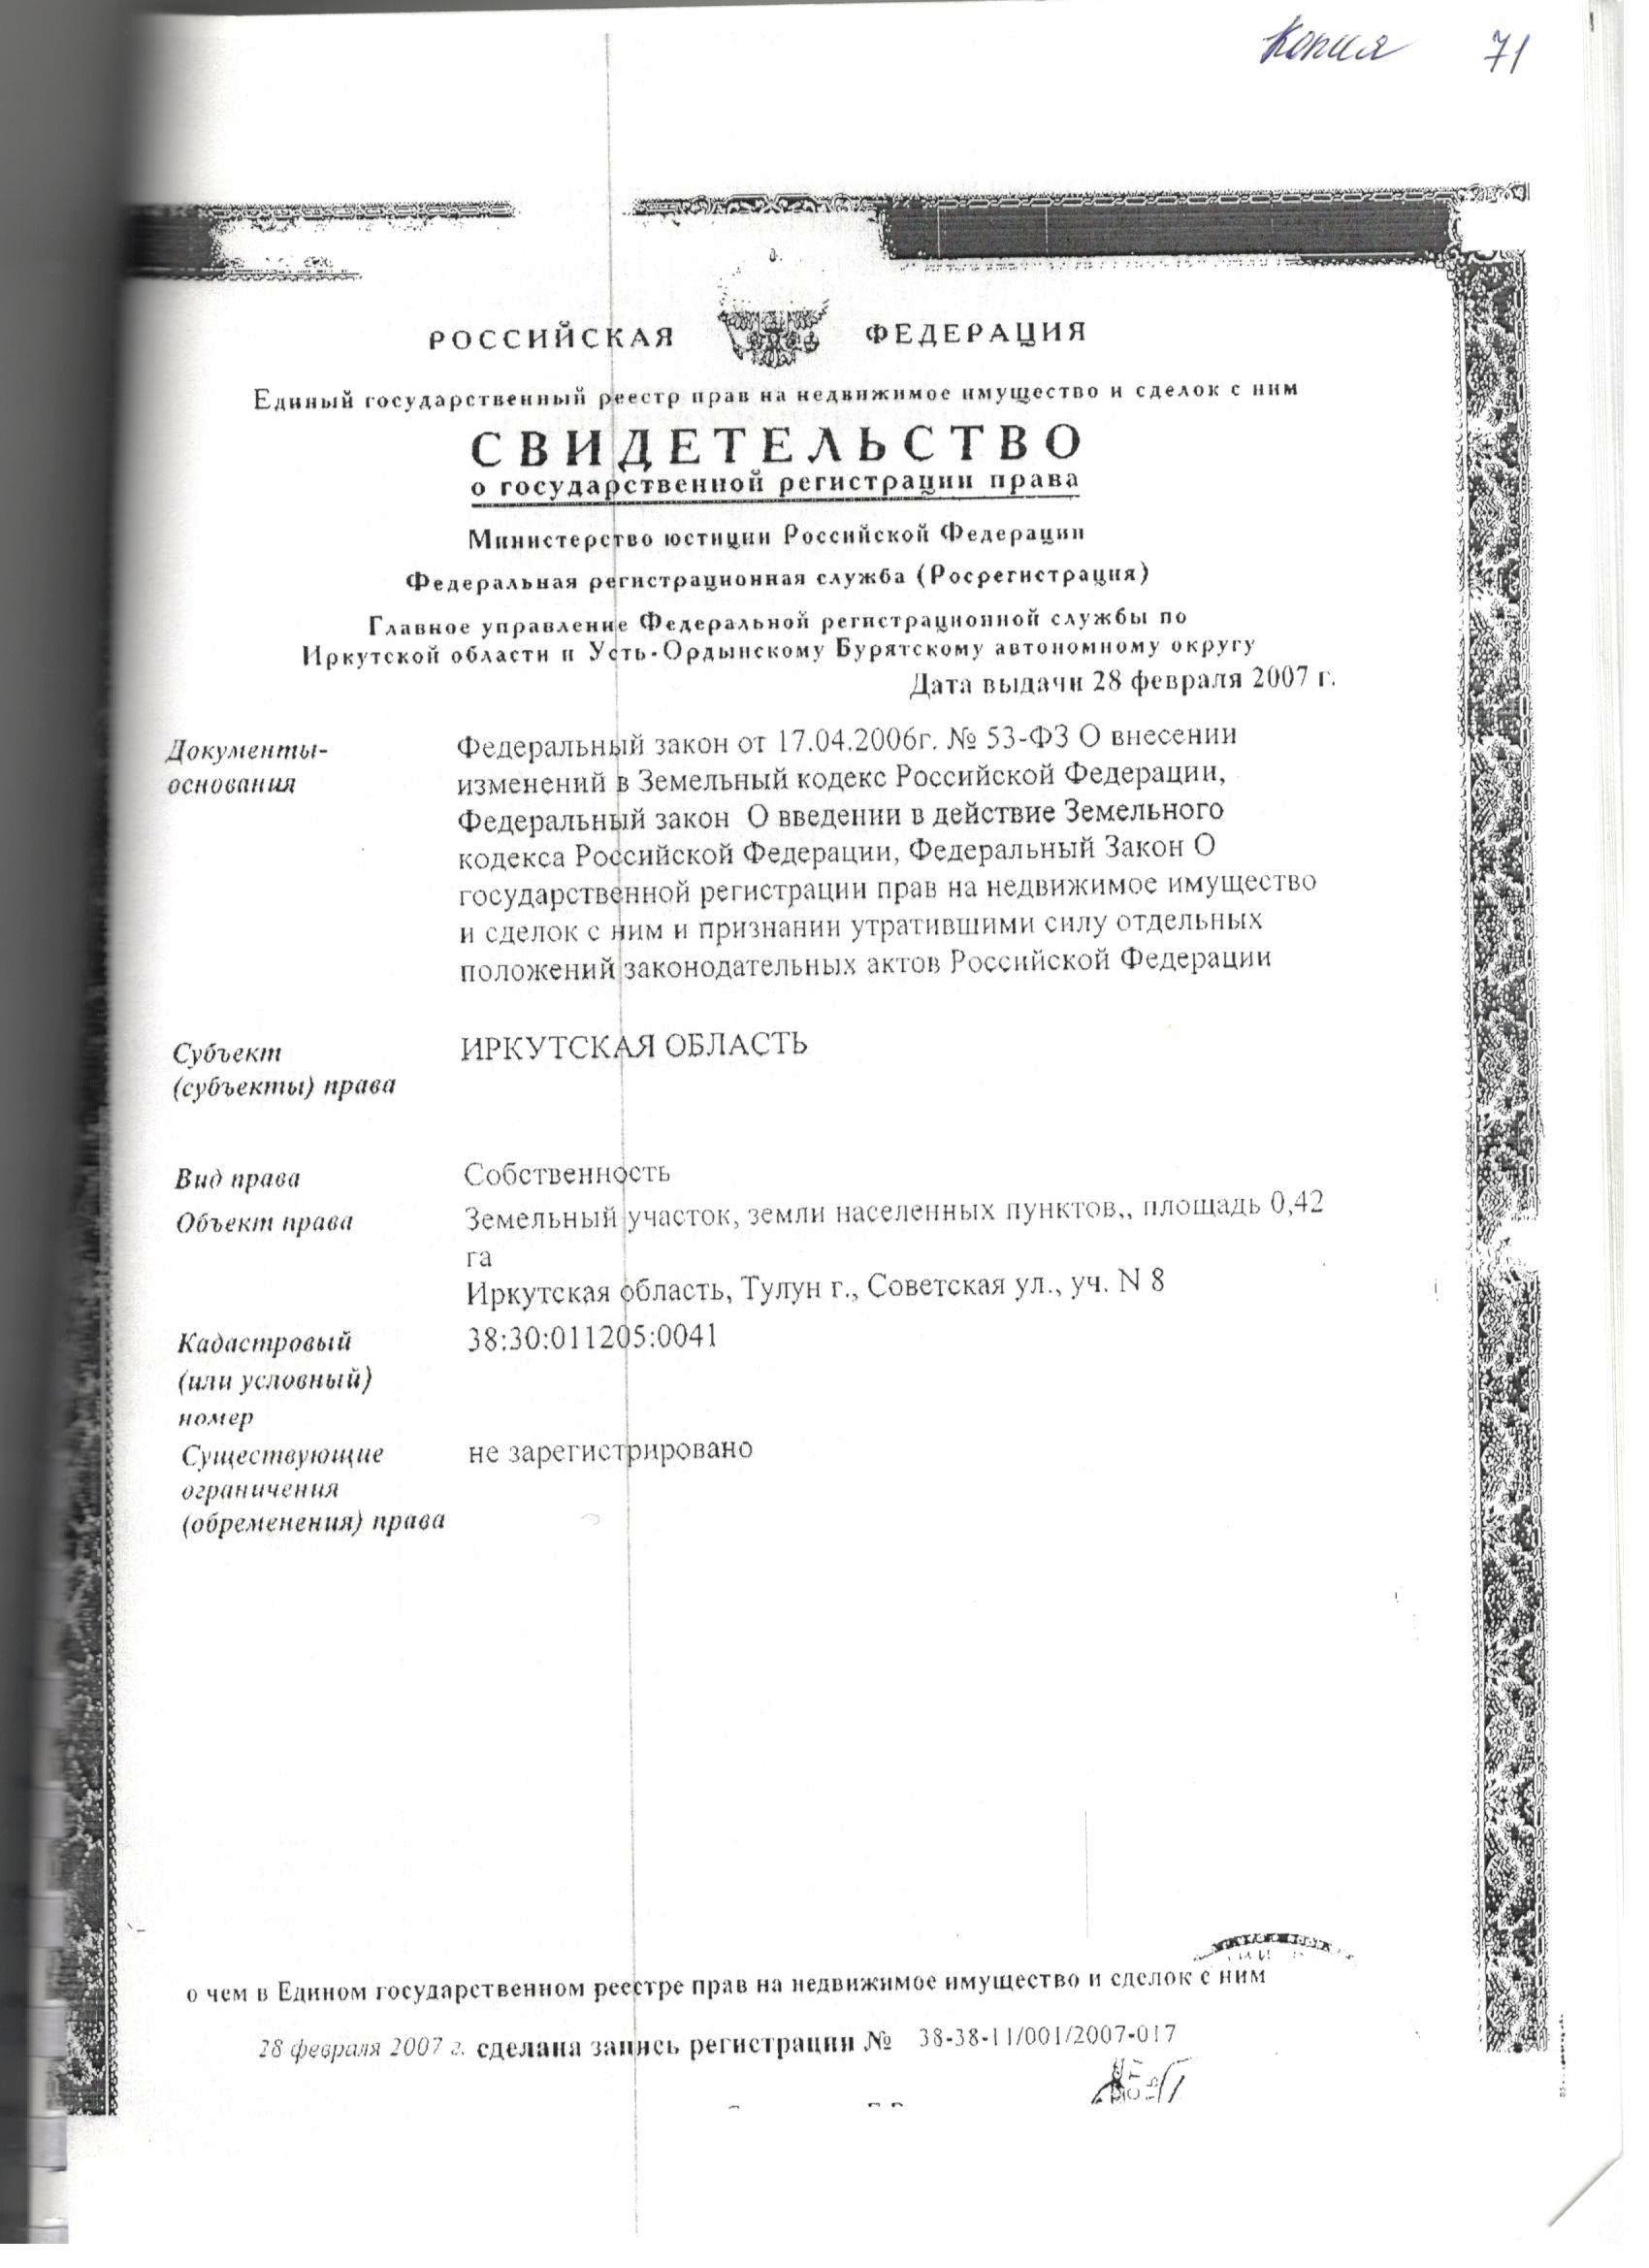 Копия 71
РОССИЙСКАЯ ФЕДЕРАЦИЯ
Единый государственный реестр прав на недвижимое имущество и сделок с ним
СВИДЕТЕЛЬСТВО
о государственной регистрации права
Министерство юстиции Российской Федерации
Федеральная регистрационная служба (Росрегистрация)
Главное управление Федеральной регистрационной службы по
Иркутской области и Усть-Ордынскому Бурятскому автономному округу
Дата выдачи 28 февраля 2007 г.
Документы- Федеральный закон от 17.04.2006г. № 53-ФЗ О внесении
основания изменений в Земельный кодекс Российской Федерации,
Федеральный закон О введении в действие Земельного
кодекса Российской Федерации, Федеральный Закон О
государственной регистрации прав на недвижимое имущество
и сделок с ним и признании утратившими силу отдельных
положений законодательных актов Российской Федерации
Субъект ИРКУТСКАЯ ОБЛАСТЬ
(субъекты) права
Вид права Собственность
Объект права Земельный участок, земли населенных пунктов,, площадь 0,42
га
Иркутская область, Тулун г., Советская ул., уч. N 8
Кадастровый 38:30:011205:0041
(или условный)
номер
Существующие не зарегистрировано
ограничения
(обременения) права
о чем в Едином государственном реестре прав на недвижимое имущество и сделок с ним
28 февраля 2007 г. сделана запись регистрации № 38-38-11/001/2007-017